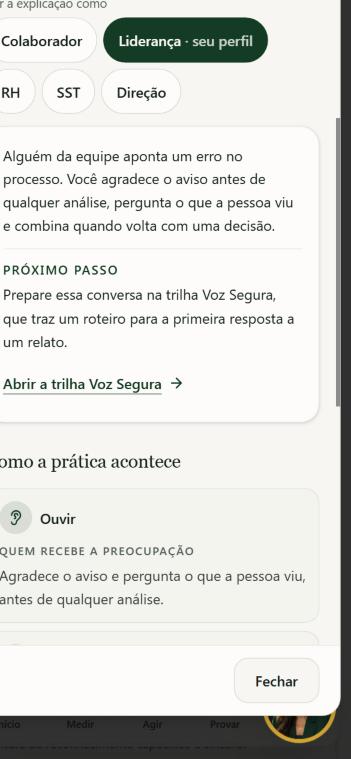 r a explicação como
Colaborador
Liderança · seu perfil
RH
SST
Direção
Alguém da equipe aponta um erro no
processo. Você agradece o aviso antes de
qualquer análise, pergunta o que a pessoa viu
e combina quando volta com uma decisão.
PRÓXIMO PASSO
Prepare essa conversa na trilha Voz Segura,
que traz um roteiro para a primeira resposta a
um relato.
Abrir a trilha Voz Segura →
omo a prática acontece
Ouvir
QUEM RECEBE A PREOCUPAÇÃO
Agradece o aviso e pergunta o que a pessoa viu,
antes de qualquer análise.
Fechar
Início
Medir
Agir
Provar